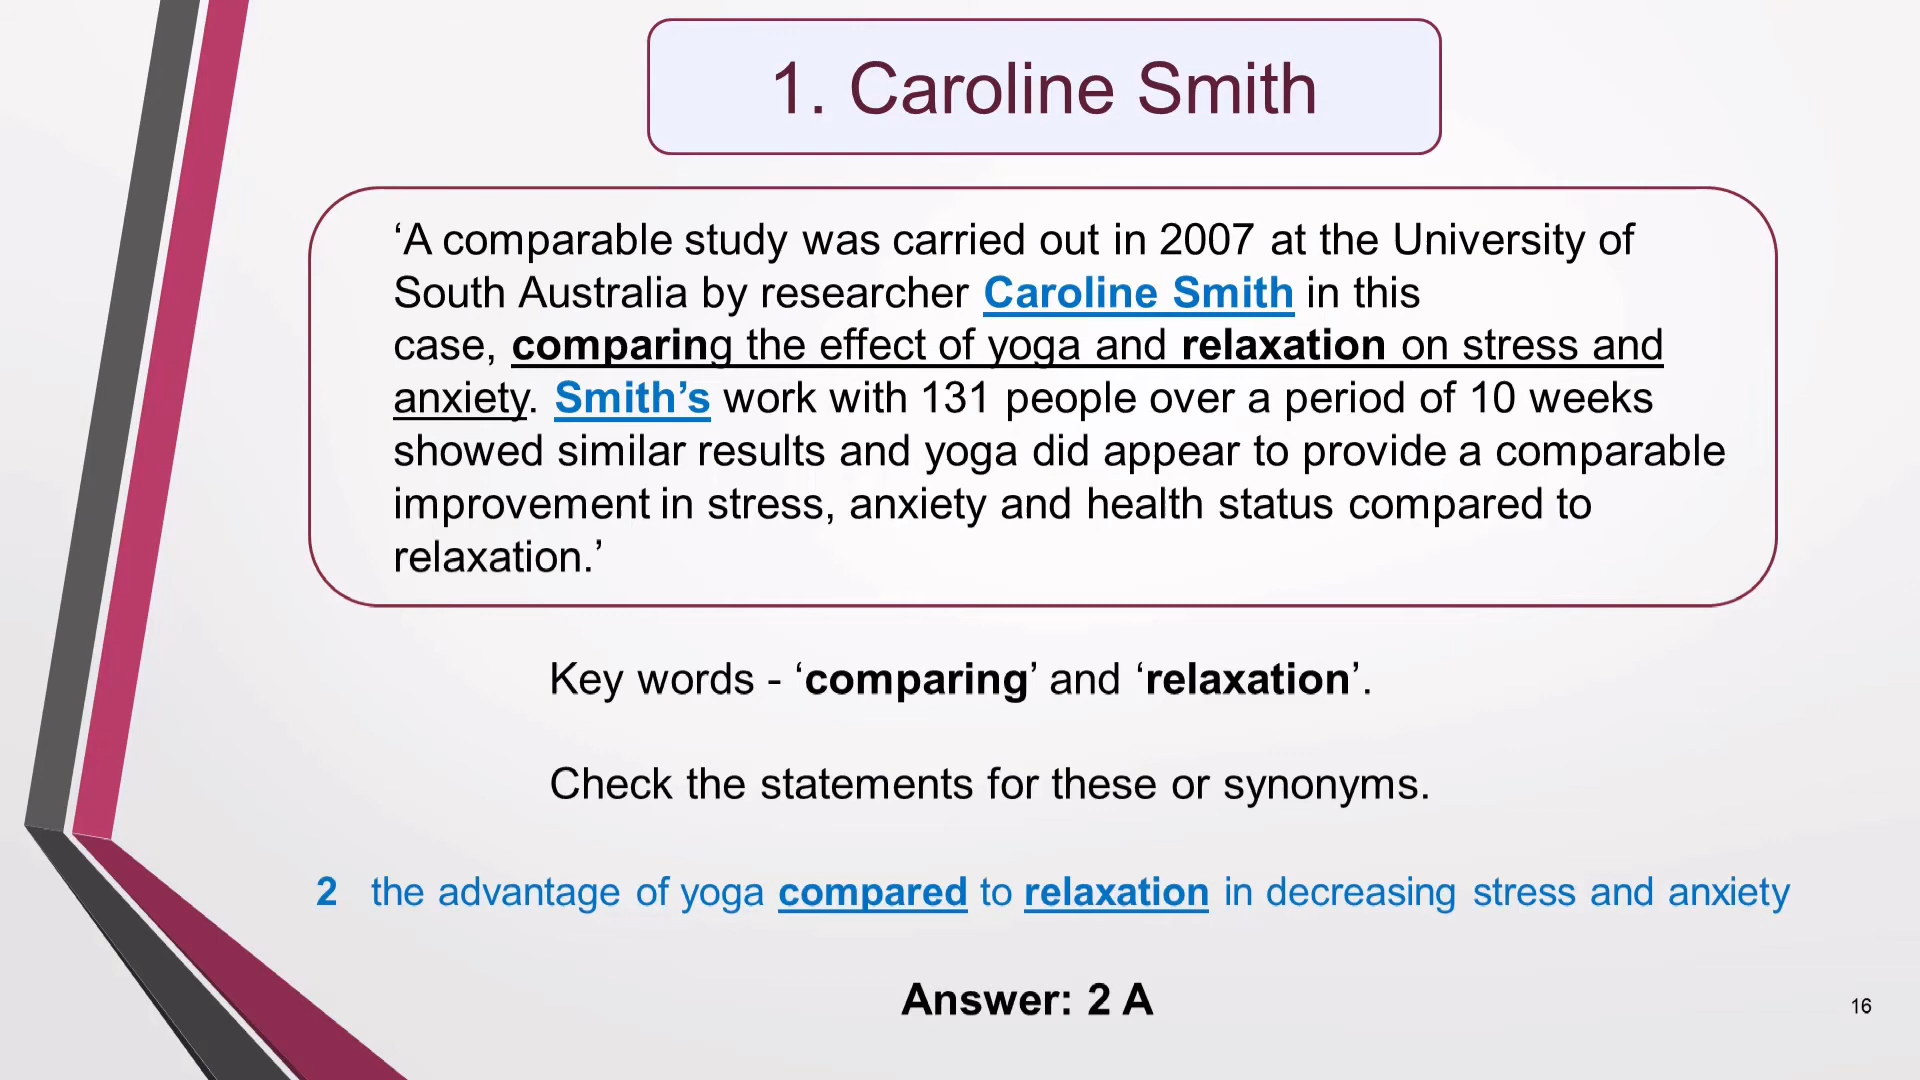 1. Caroline Smith
‘A comparable study was carried out in 2007 at the University of
South Australia by researcher Caroline Smith in this
case, comparing the effect of yoga and relaxation on stress and
anxiety. Smith’s work with 131 people over a period of 10 weeks
showed similar results and yoga did appear to provide a comparable
improvement in stress, anxiety and health status compared to
relaxation.’
Key words - ‘comparing’ and ‘relaxation’.
Check the statements for these or synonyms.
2 the advantage of yoga compared to relaxation in decreasing stress and anxiety
Answer: 2 A
16